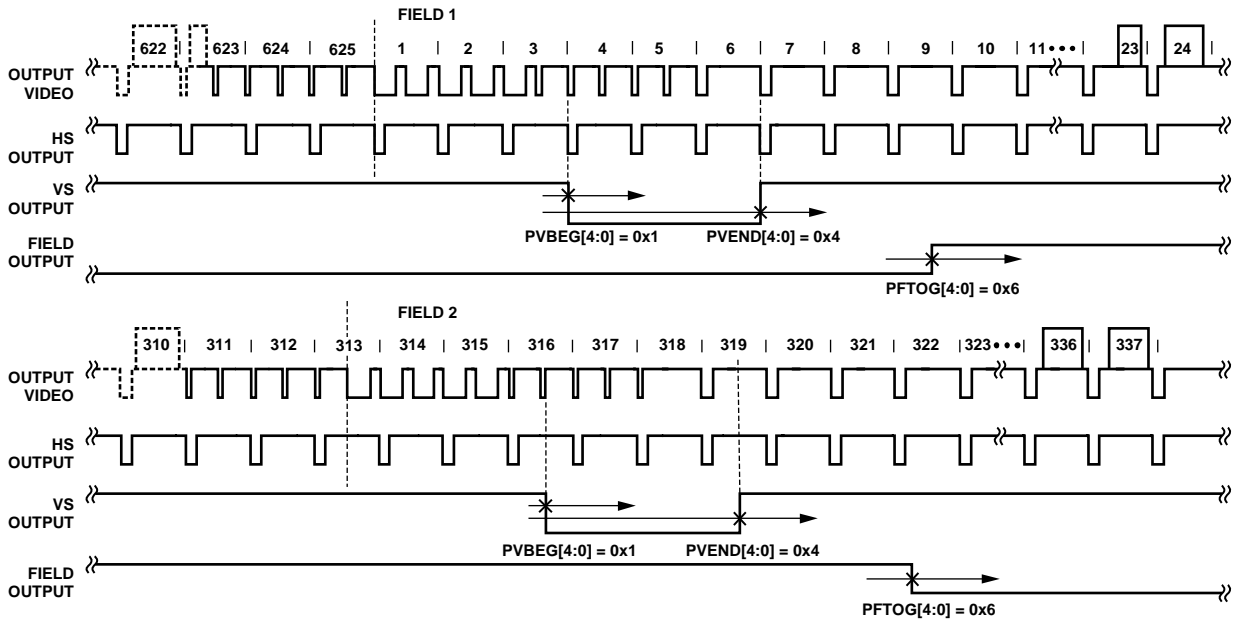 FIELD 1
622 | 623 | 624 | 625 | 1 | 2 | 3 | 4 | 5 | 6 | 7 | 8 | 9 | 10 | 11 ••• 23 | 24 |
OUTPUT
VIDEO
HS
OUTPUT
VS
OUTPUT
PVBEG[4:0] = 0x1 PVEND[4:0] = 0x4
FIELD
OUTPUT
PFTOG[4:0] = 0x6
FIELD 2
310 | 311 | 312 | 313 | 314 | 315 | 316 | 317 | 318 | 319 | 320 | 321 | 322 | 323 ••• | 336 | 337 |
OUTPUT
VIDEO
HS
OUTPUT
VS
OUTPUT
PVBEG[4:0] = 0x1 PVEND[4:0] = 0x4
FIELD
OUTPUT
PFTOG[4:0] = 0x6